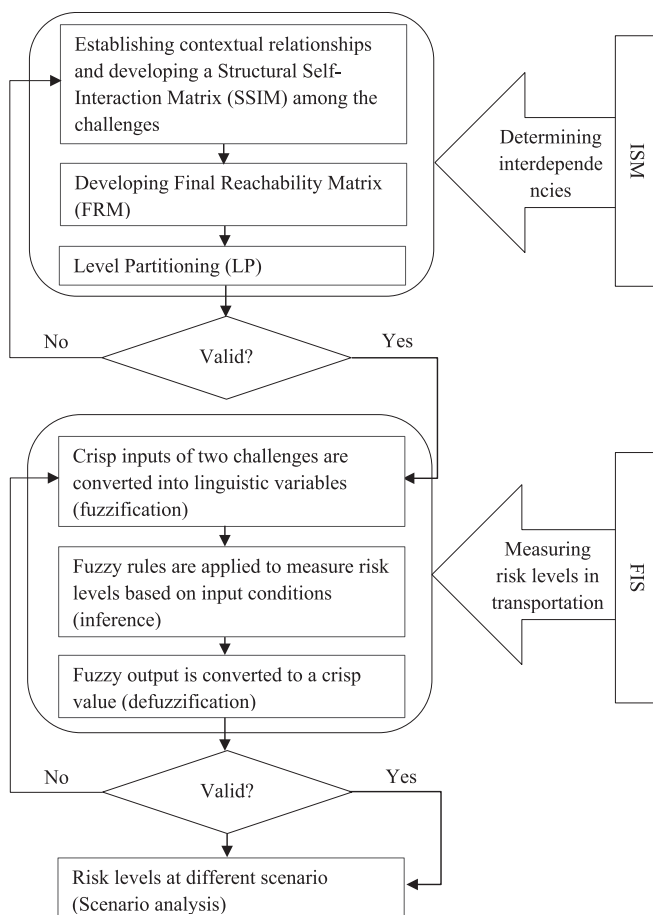 Establishing contextual relationships
and developing a Structural Self-
Interaction Matrix (SSIM) among the
challenges
Determining
interdepende
ncies
ISM
Developing Final Reachability Matrix
(FRM)
Level Partitioning (LP)
No
Valid?
Yes
Crisp inputs of two challenges are
converted into linguistic variables
(fuzzification)
Measuring
risk levels in
transportation
FIS
Fuzzy rules are applied to measure risk
levels based on input conditions
(inference)
Fuzzy output is converted to a crisp
value (defuzzification)
No
Valid?
Yes
Risk levels at different scenario
(Scenario analysis)